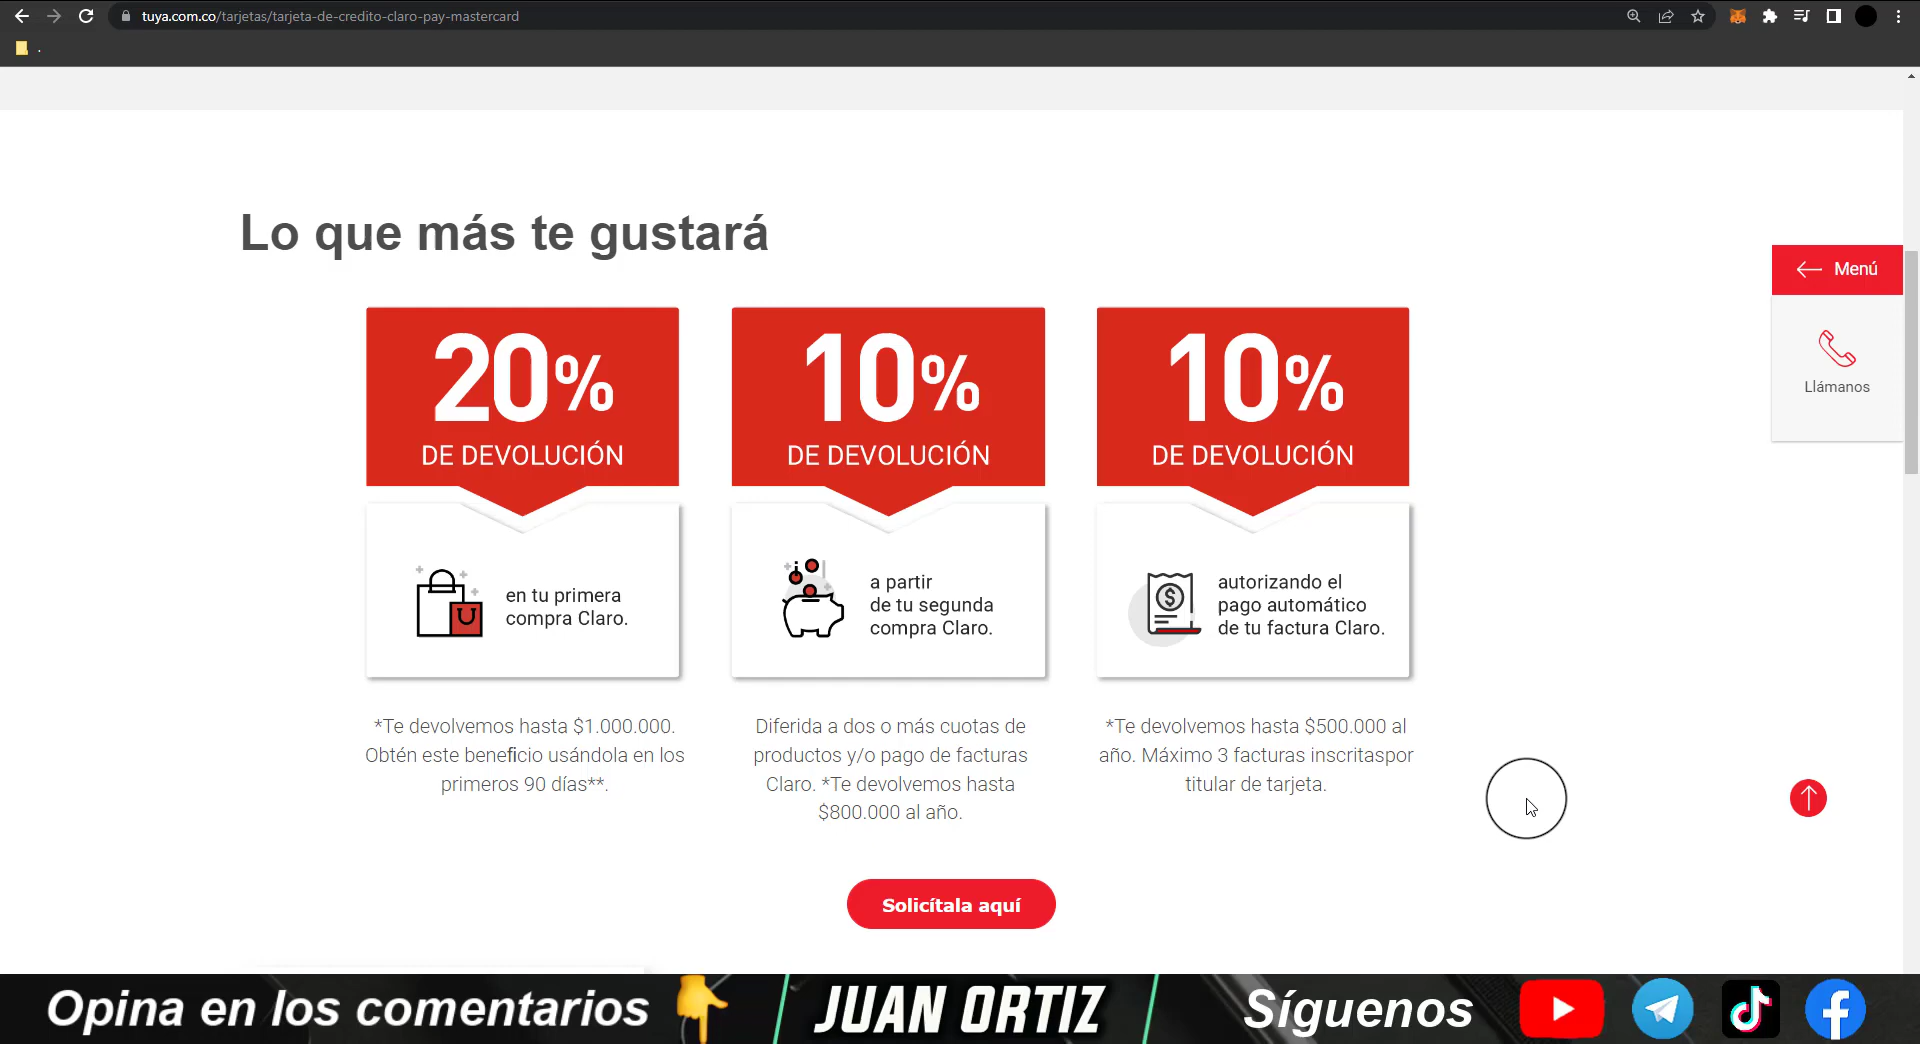 tuya.com.co/tarjetas/tarjeta-de-credito-claro-pay-mastercard
.
Lo que más te gustará
Menú
Llámanos
20%
DE DEVOLUCIÓN
en tu primera
compra Claro.
*Te devolvemos hasta $1.000.000.
Obtén este beneficio usándola en los
primeros 90 días**.
10%
DE DEVOLUCIÓN
a partir
de tu segunda
compra Claro.
Diferida a dos o más cuotas de
productos y/o pago de facturas
Claro. *Te devolvemos hasta
$800.000 al año.
10%
DE DEVOLUCIÓN
autorizando el
pago automático
de tu factura Claro.
*Te devolvemos hasta $500.000 al
año. Máximo 3 facturas inscritaspor
titular de tarjeta.
Solicítala aquí
Opina en los comentarios
JUAN ORTIZ
Síguenos